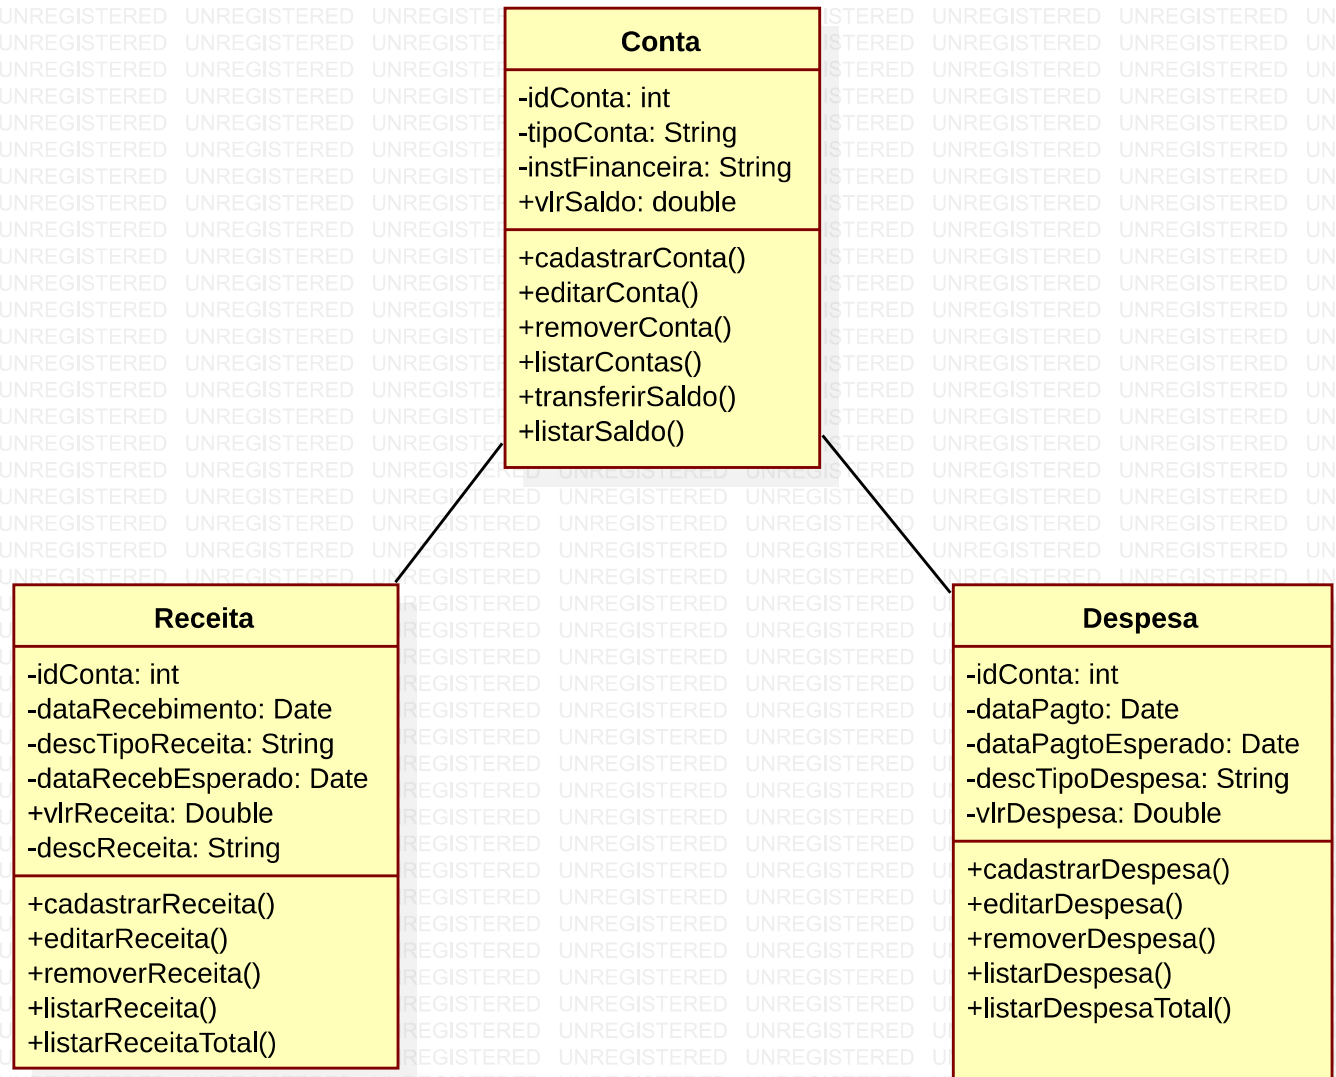 Conta
-idConta: int
-tipoConta: String
-instFinanceira: String
+vlrSaldo: double
+cadastrarConta()
+editarConta()
+removerConta()
+listarContas()
+transferirSaldo()
+listarSaldo()
Receita
-idConta: int
-dataRecebimento: Date
-descTipoReceita: String
-dataRecebEsperado: Date
+vlrReceita: Double
-descReceita: String
+cadastrarReceita()
+editarReceita()
+removerReceita()
+listarReceita()
+listarReceitaTotal()
Despesa
-idConta: int
-dataPagto: Date
-dataPagtoEsperado: Date
-descTipoDespesa: String
-vlrDespesa: Double
+cadastrarDespesa()
+editarDespesa()
+removerDespesa()
+listarDespesa()
+listarDespesaTotal()
UNREGISTERED